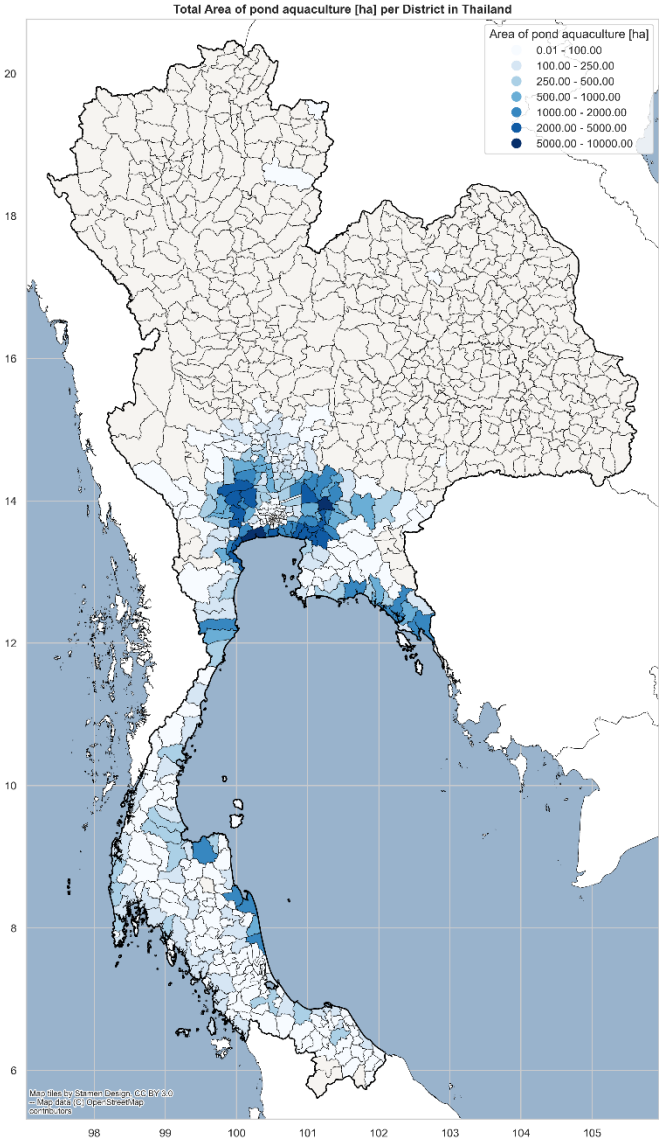 Total Area of pond aquaculture [ha] per District in Thailand
Area of pond aquaculture [ha]
0.01 - 100.00
100.00 - 250.00
250.00 - 500.00
500.00 - 1000.00
1000.00 - 2000.00
2000.00 - 5000.00
5000.00 - 10000.00
20
18
16
14
12
10
8
6
Map tiles by Stamen Design, CC BY 3.0
-- Map data (C) OpenStreetMap
contributors
98 99 100 101 102 103 104 105